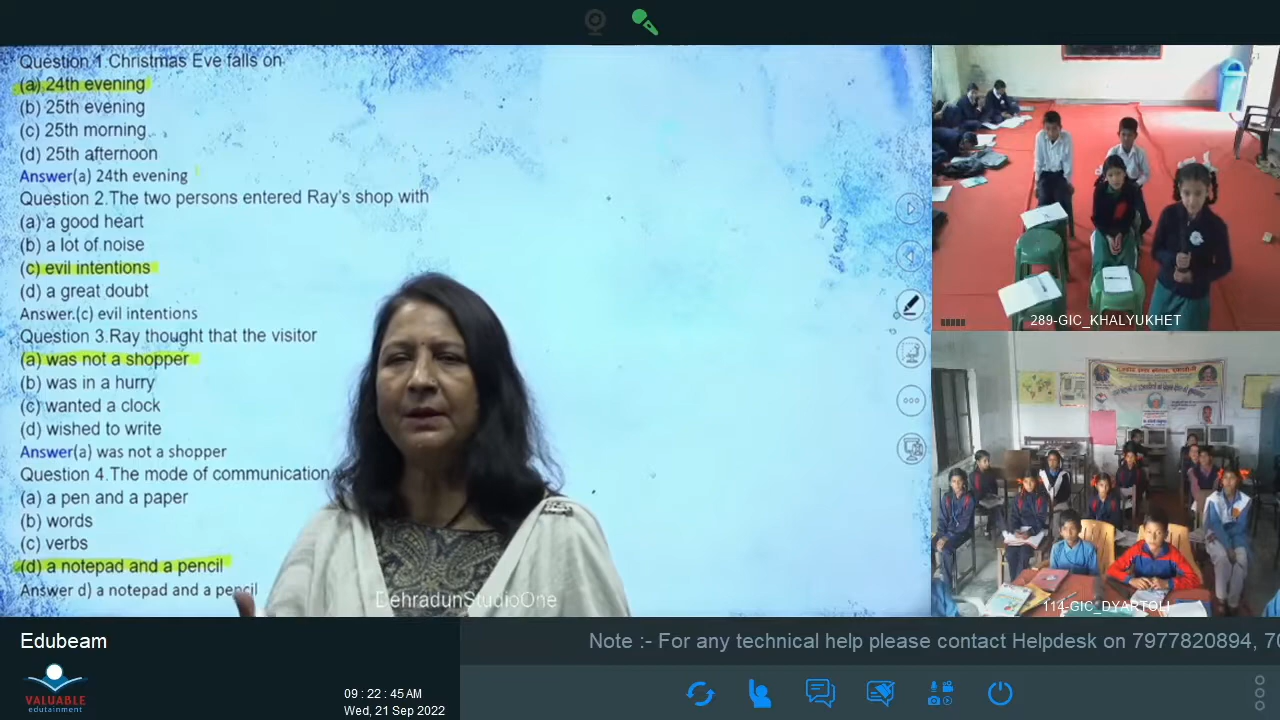 Question 1.Christmas Eve falls on
(a) 24th evening
(b) 25th evening
(c) 25th morning
(d) 25th afternoon
Answer(a) 24th evening
Question 2.The two persons entered Ray's shop with
(a) a good heart
(b) a lot of noise
(c) evil intentions
(d) a great doubt
Answer.(c) evil intentions
Question 3.Ray thought that the visitor
(a) was not a shopper
(b) was in a hurry
(c) wanted a clock
(d) wished to write
Answer(a) was not a shopper
Question 4.The mode of communication
(a) a pen and a paper
(b) words
(c) verbs
(d) a notepad and a pencil
Answer d) a notepad and a pencil
DehradunStudioOne
289-GIC_KHALYUKHET
114-GIC_DYARTOLI
Edubeam
VALUABLE
edutainment
09 : 22 : 45 AM
Wed, 21 Sep 2022
Note :- For any technical help please contact Helpdesk on 7977820894, 70